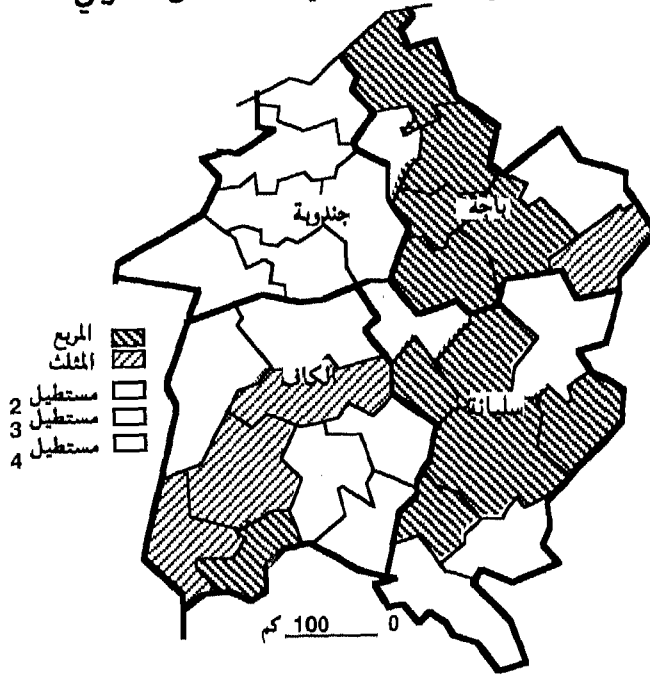 جندوبة
باجة
الكاف
سليانة
المربع
المثلث
مستطيل 2
مستطيل 3
مستطيل 4
كم 100 0